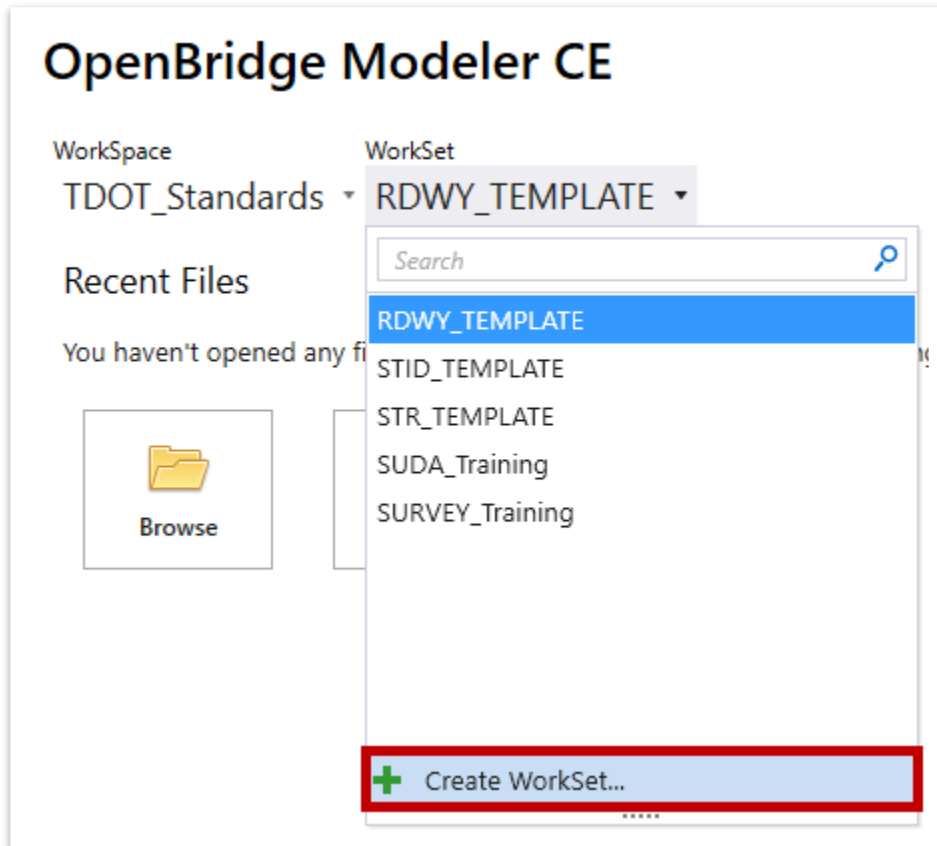 OpenBridge Modeler CE
WorkSpace
WorkSet
TDOT_Standards
RDWY_TEMPLATE
Search
Recent Files
RDWY_TEMPLATE
You haven't opened any
STID_TEMPLATE
STR_TEMPLATE
SUDA_Training
SURVEY_Training
Browse
Create WorkSet...